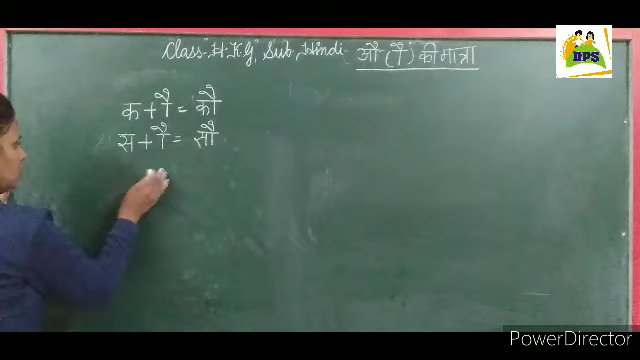 Class "H.K.G", Sub, Hindi. औ (ौ) की मात्रा
क + ौ = कौ
स + ौ = सौ
DPS
PowerDirector